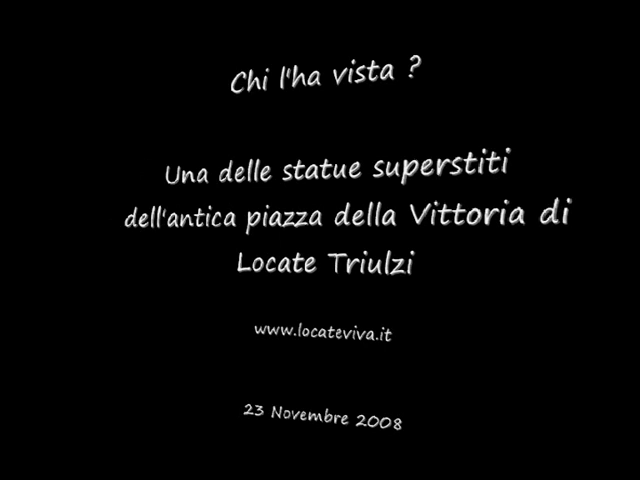 Chi l'ha vista ?
Una delle statue superstiti
dell'antica piazza della Vittoria di
Locate Triulzi
www.locateviva.it
23 Novembre 2008